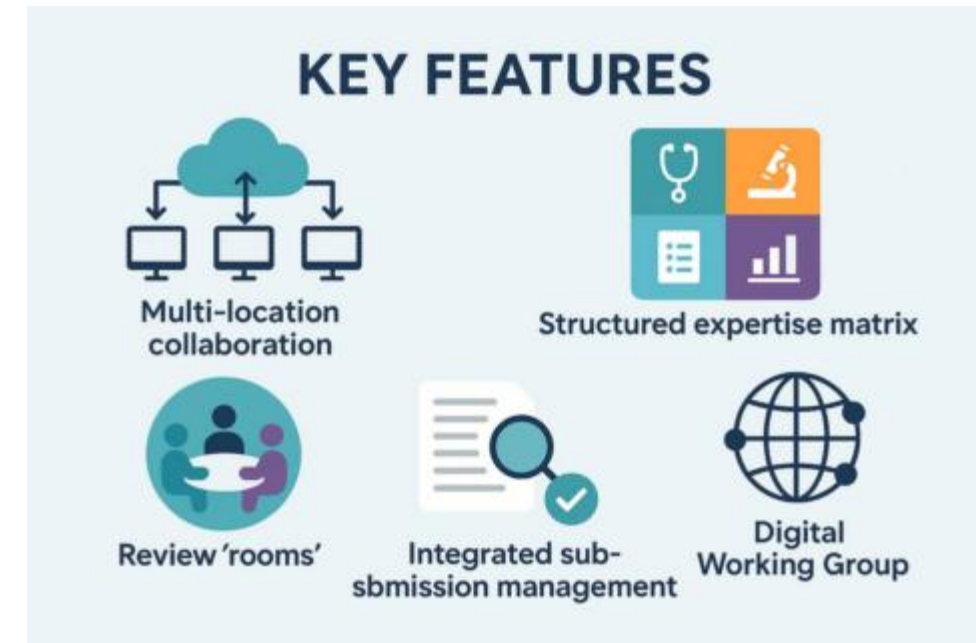 KEY FEATURES
Multi-location
collaboration
Structured expertise matrix
Review 'rooms'
Integrated sub-
sbmission management
Digital
Working Group